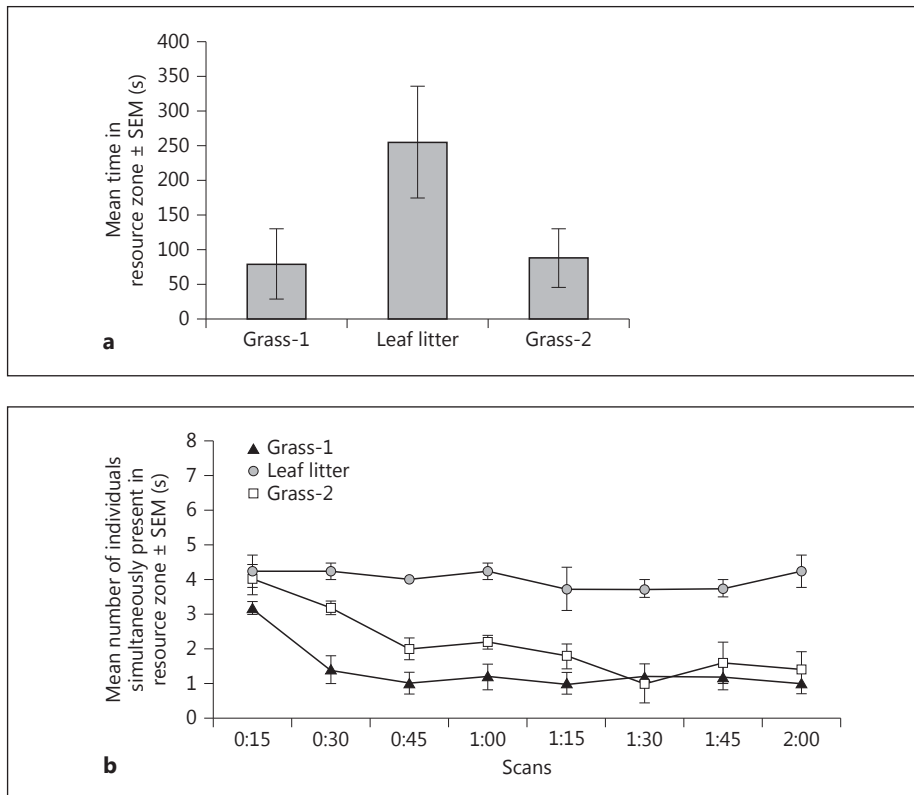 400
350
300
250
200
150
100
50
0
Mean time in
resource zone ± SEM (s)
Grass-1 Leaf litter Grass-2
a
8
7
6
5
4
3
2
1
0
Mean number of individuals
simultaneously present in
resource zone ± SEM (s)
Grass-1
Leaf litter
Grass-2
0:15 0:30 0:45 1:00 1:15 1:30 1:45 2:00
Scans
b